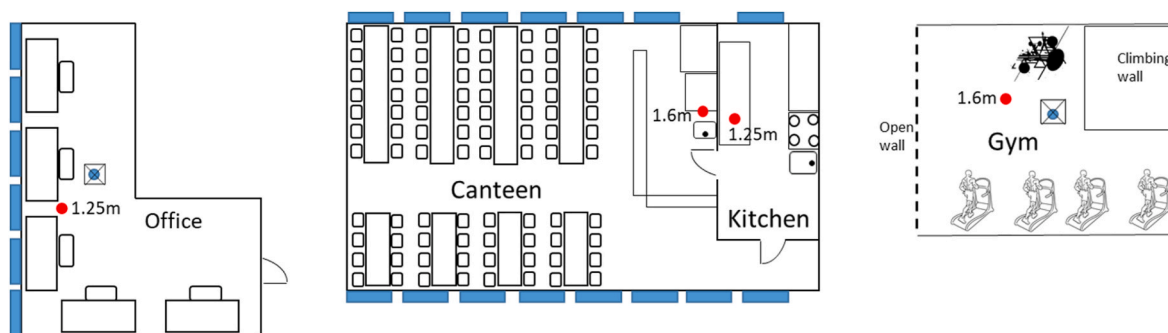 1.25m
Office
Canteen
1.6m
1.25m
Kitchen
Open
wall
1.6m
Gym
Climbing
wall